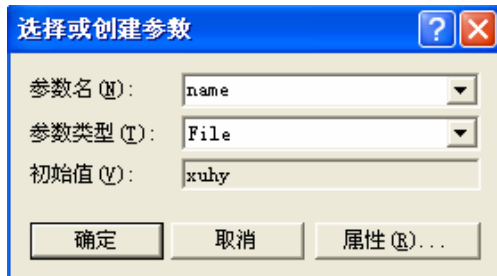 选择或创建参数
参数名(N): name
参数类型(T): File
初始值(V): xuhy
确定 取消 属性(R)...